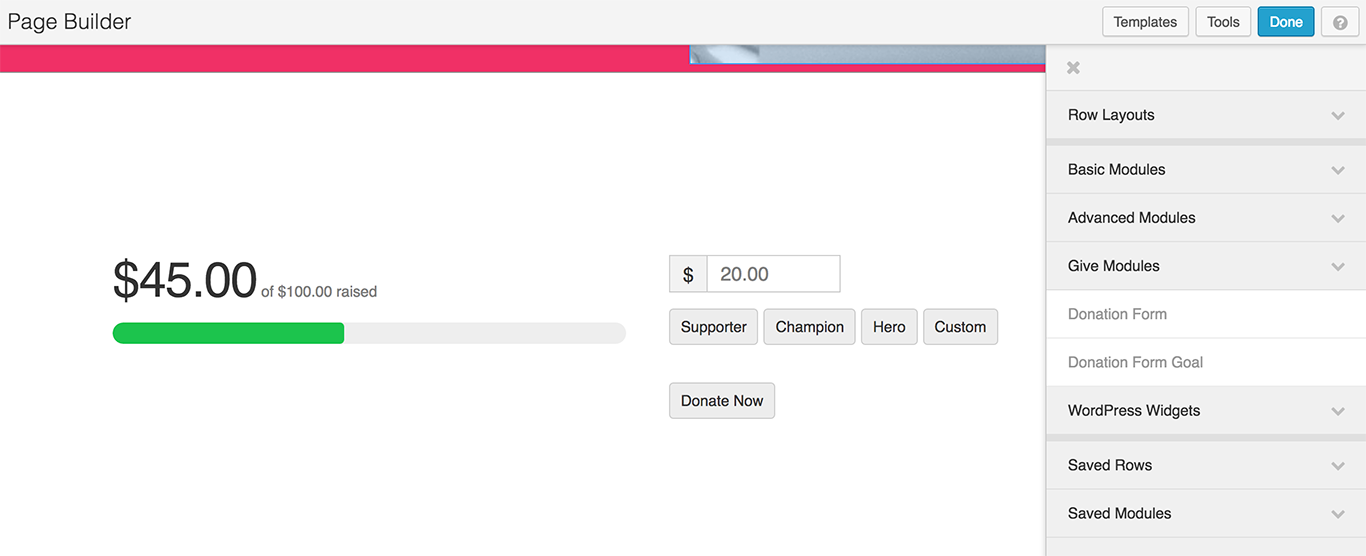 Page Builder
Templates
Tools
Done
?
Row Layouts
Basic Modules
Advanced Modules
Give Modules
Donation Form
Donation Form Goal
WordPress Widgets
Saved Rows
Saved Modules
$45.00 of $100.00 raised
$ 20.00
Supporter Champion Hero Custom
Donate Now